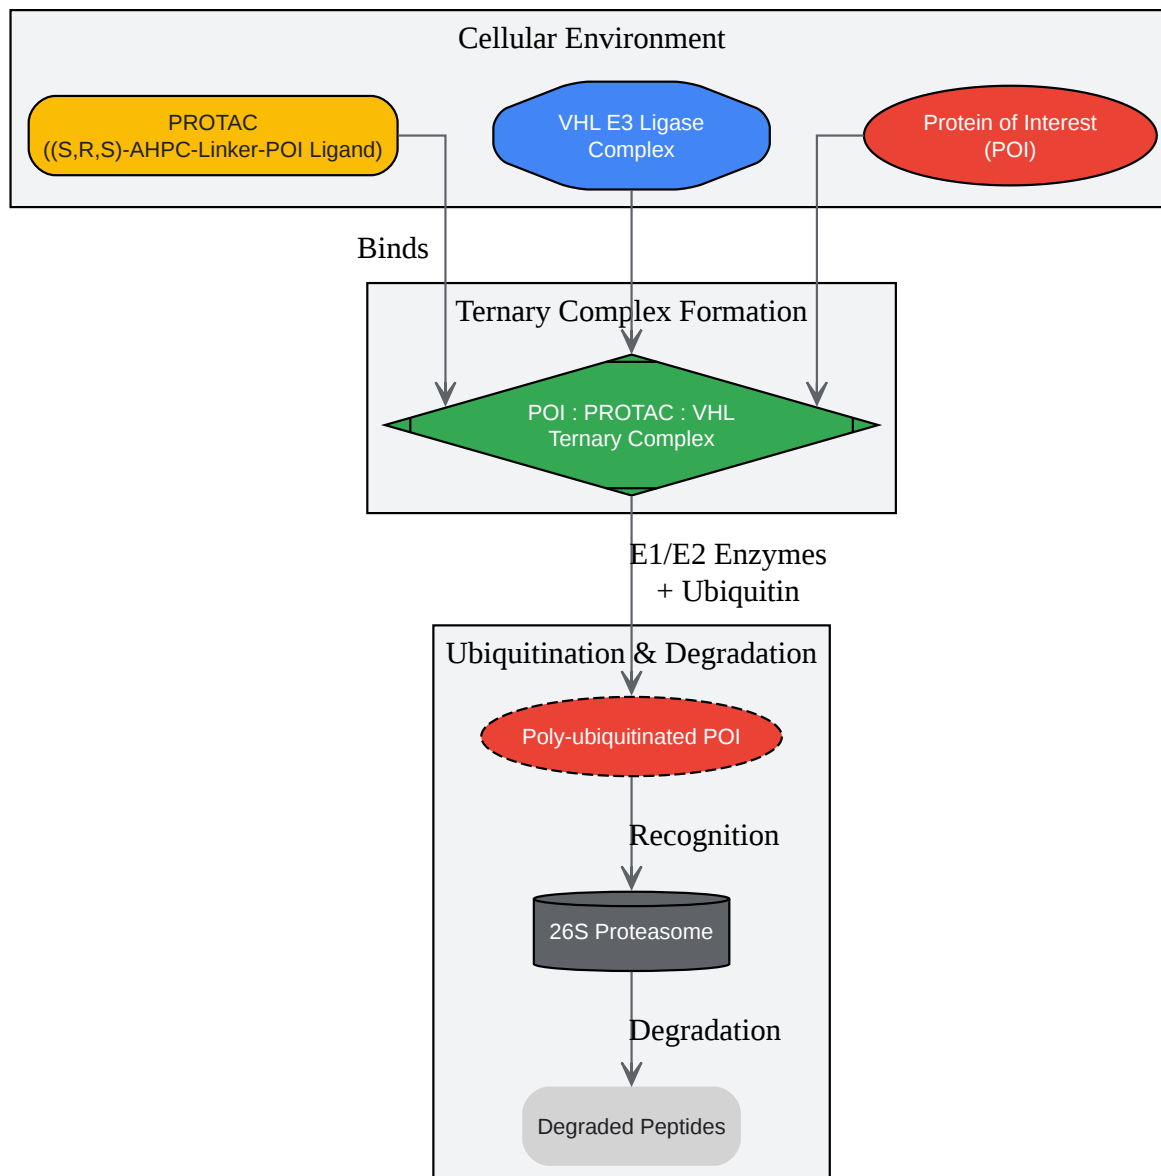 Cellular Environment
PROTAC
((S,R,S)-AHPC-Linker-POI Ligand)
VHL E3 Ligase
Complex
Protein of Interest
(POI)
Binds
Ternary Complex Formation
POI : PROTAC : VHL
Ternary Complex
E1/E2 Enzymes
+ Ubiquitin
Ubiquitination & Degradation
Poly-ubiquitinated POI
Recognition
26S Proteasome
Degradation
Degraded Peptides